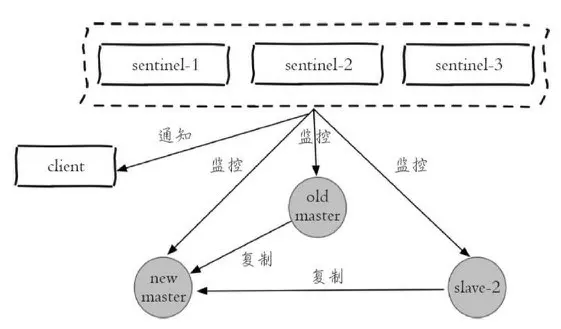 sentinel-1
sentinel-2
sentinel-3
通知
client
监控
监控
监控
old
master
复制
复制
new
master
slave-2